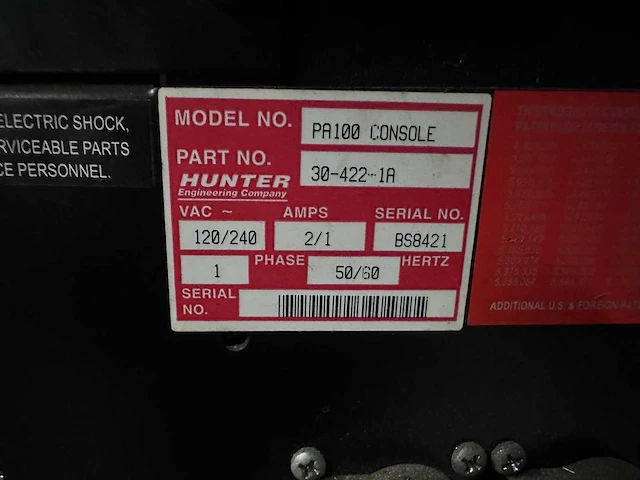 ELECTRIC SHOCK,
RVICEABLE PARTS
CE PERSONNEL.
MODEL NO. PA100 CONSOLE
PART NO. 30-422-1A
HUNTER
Engineering Company
VAC ~ AMPS SERIAL NO.
120/240 2/1 BS8421
1 PHASE 50/60 HERTZ
SERIAL
NO.
ADDITIONAL U.S. & FOREIGN